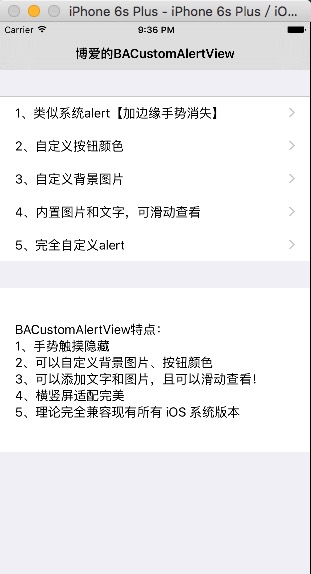 iPhone 6s Plus - iPhone 6s Plus / iO...
Carrier 9:36 PM
博爱的BACustomAlertView
1、类似系统alert【加边缘手势消失】
2、自定义按钮颜色
3、自定义背景图片
4、内置图片和文字，可滑动查看
5、完全自定义alert
BACustomAlertView特点：
1、手势触摸隐藏
2、可以自定义背景图片、按钮颜色
3、可以添加文字和图片，且可以滑动查看！
4、横竖屏适配完美
5、理论完全兼容现有所有 iOS 系统版本